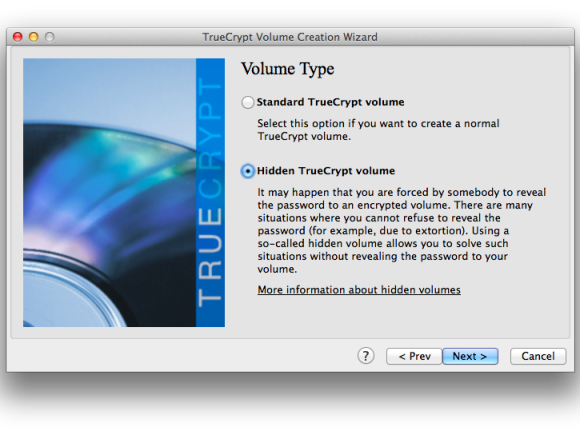 TrueCrypt Volume Creation Wizard
TRUECRYPT
Volume Type
Standard TrueCrypt volume
Select this option if you want to create a normal
TrueCrypt volume.
Hidden TrueCrypt volume
It may happen that you are forced by somebody to reveal
the password to an encrypted volume. There are many
situations where you cannot refuse to reveal the
password (for example, due to extortion). Using a
so-called hidden volume allows you to solve such
situations without revealing the password to your
volume.
More information about hidden volumes
? < Prev Next > Cancel